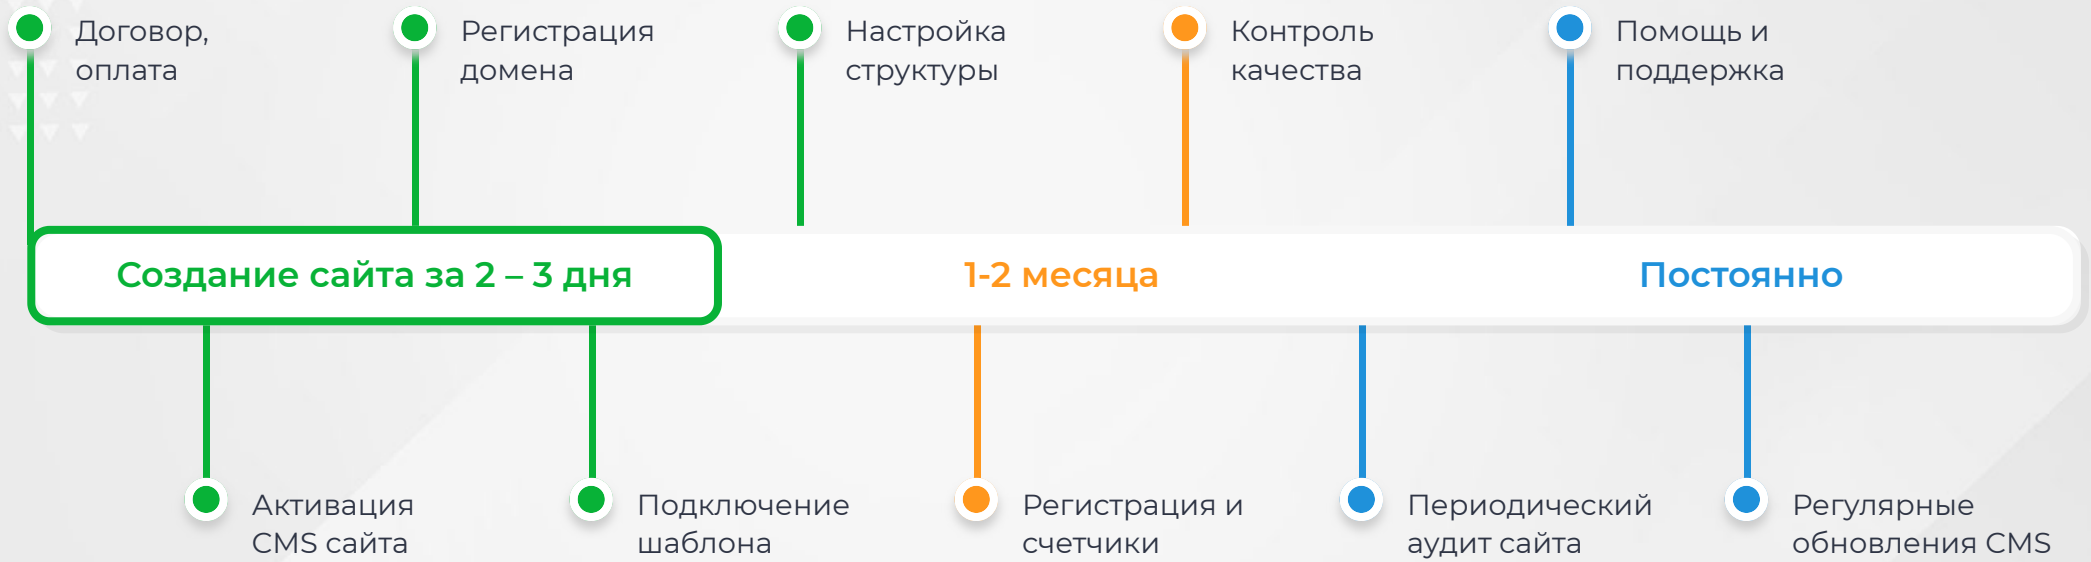 Договор,
оплата
Регистрация
домена
Настройка
структуры
Контроль
качества
Помощь и
поддержка
Создание сайта за 2 – 3 дня
1-2 месяца
Постоянно
Активация
CMS сайта
Подключение
шаблона
Регистрация и
счетчики
Периодический
аудит сайта
Регулярные
обновления CMS